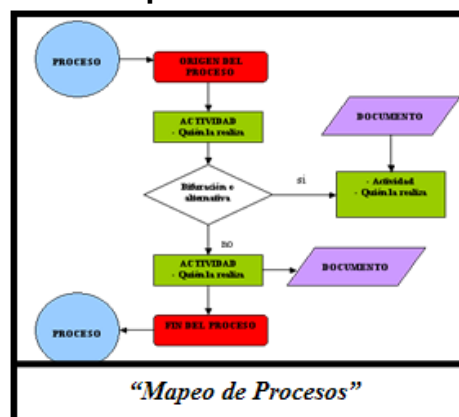 PROCESO
ORIGEN DEL
PROCESO
ACTIVIDAD
- Quién la realiza
DOCUMENTO
Bifuración o
alternativa
si
- Actividad
- Quién la realiza
no
ACTIVIDAD
- Quién la realiza
DOCUMENTO
PROCESO
FIN DEL PROCESO
“Mapeo de Procesos”